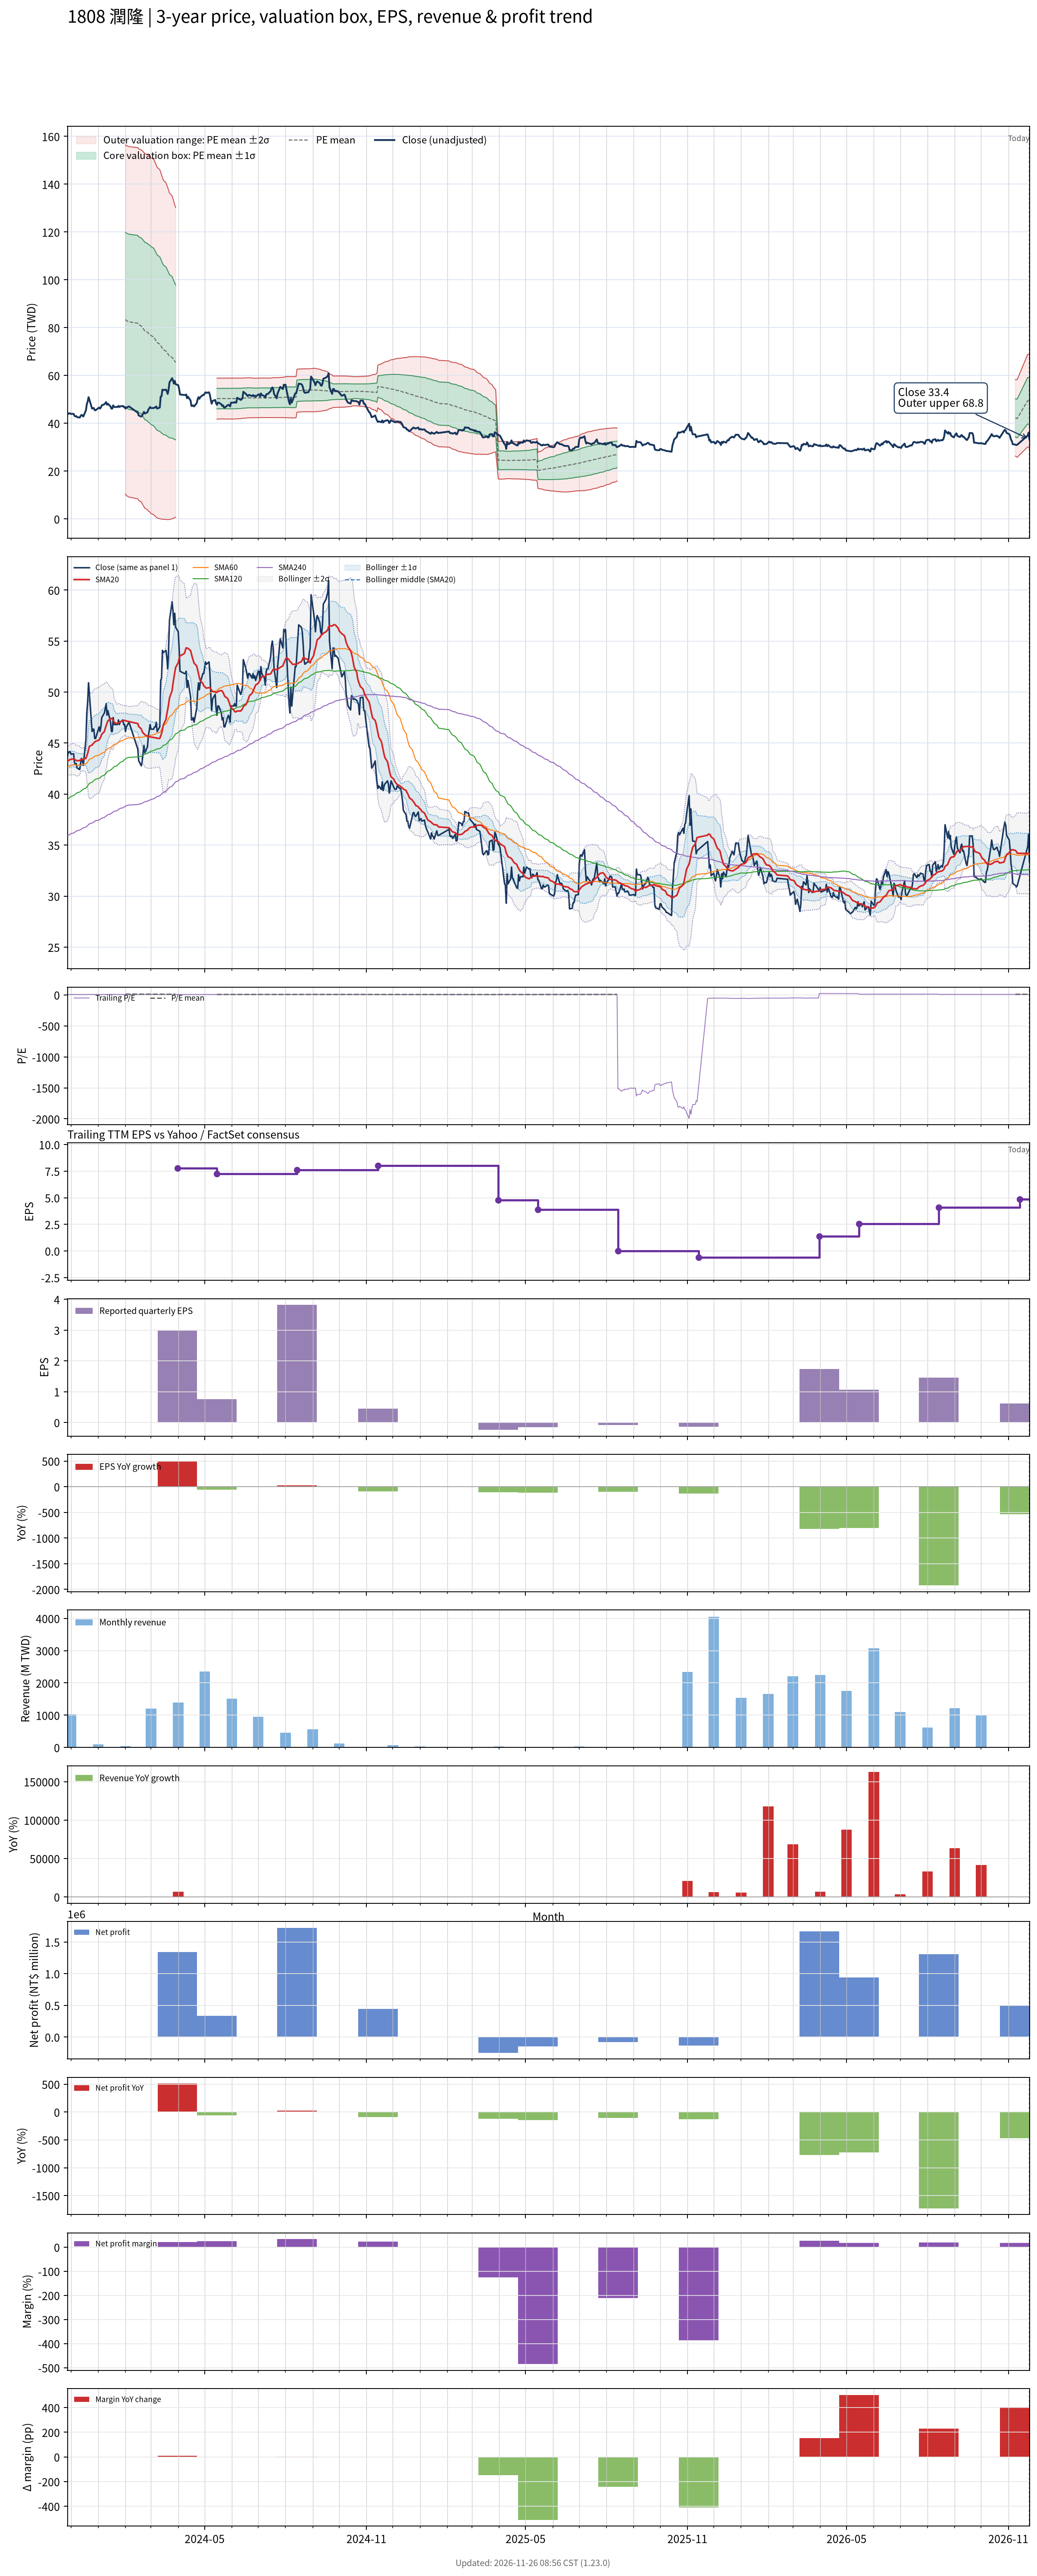 1808 潤隆 | 3-year price, valuation box, EPS, revenue & profit trend
Outer valuation range: PE mean ±2σ
PE mean
Close (unadjusted)
Core valuation box: PE mean ±1σ
Today
160
140
120
100
80
60
40
20
0
Price (TWD)
Close 33.4
Outer upper 68.8
Close (same as panel 1)
SMA60
SMA240
Bollinger ±1σ
SMA20
SMA120
Bollinger ±2σ
Bollinger middle (SMA20)
60
55
50
45
40
35
30
25
Price
Trailing P/E
P/E mean
0
-500
-1000
-1500
-2000
P/E
Trailing TTM EPS vs Yahoo / FactSet consensus
Today
10.0
7.5
5.0
2.5
0.0
-2.5
EPS
Reported quarterly EPS
4
3
2
1
0
EPS
EPS YoY growth
500
0
-500
-1000
-1500
-2000
YoY (%)
Monthly revenue
4000
3000
2000
1000
0
Revenue (M TWD)
Revenue YoY growth
150000
100000
50000
0
YoY (%)
Month
1e6
Net profit
1.5
1.0
0.5
0.0
Net profit (NT$ million)
Net profit YoY
500
0
-500
-1000
-1500
YoY (%)
Net profit margin
0
-100
-200
-300
-400
-500
Margin (%)
Margin YoY change
400
200
0
-200
-400
Δ margin (pp)
2024-05
2024-11
2025-05
2025-11
2026-05
2026-11
Updated: 2026-11-26 08:56 CST (1.23.0)